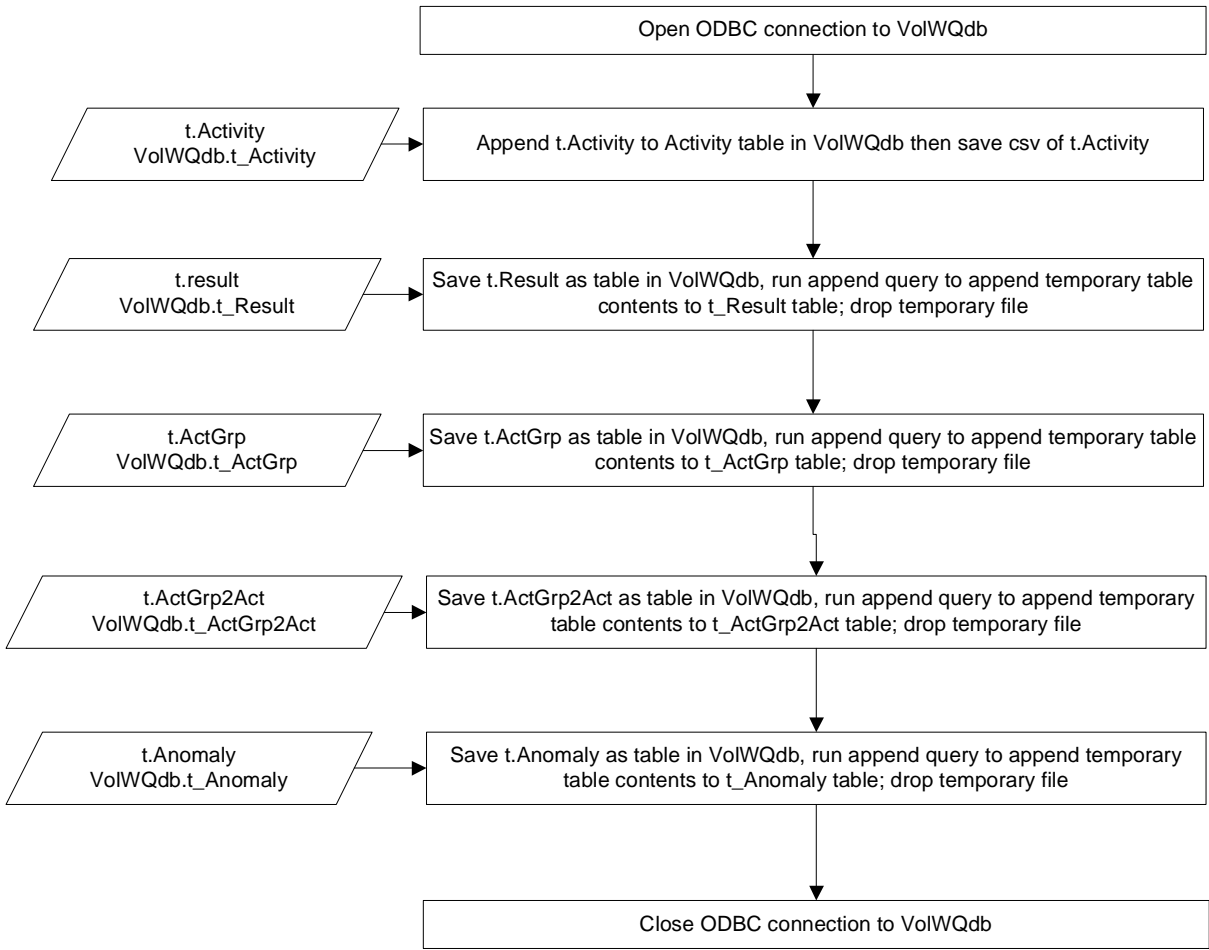 Open ODBC connection to VolWQdb
t.Activity
VolWQdb.t_Activity
Append t.Activity to Activity table in VolWQdb then save csv of t.Activity
t.result
VolWQdb.t_Result
Save t.Result as table in VolWQdb, run append query to append temporary table
contents to t_Result table; drop temporary file
t.ActGrp
VolWQdb.t_ActGrp
Save t.ActGrp as table in VolWQdb, run append query to append temporary table
contents to t_ActGrp table; drop temporary file
t.ActGrp2Act
VolWQdb.t_ActGrp2Act
Save t.ActGrp2Act as table in VolWQdb, run append query to append temporary
table contents to t_ActGrp2Act table; drop temporary file
t.Anomaly
VolWQdb.t_Anomaly
Save t.Anomaly as table in VolWQdb, run append query to append temporary
table contents to t_Anomaly table; drop temporary file
Close ODBC connection to VolWQdb